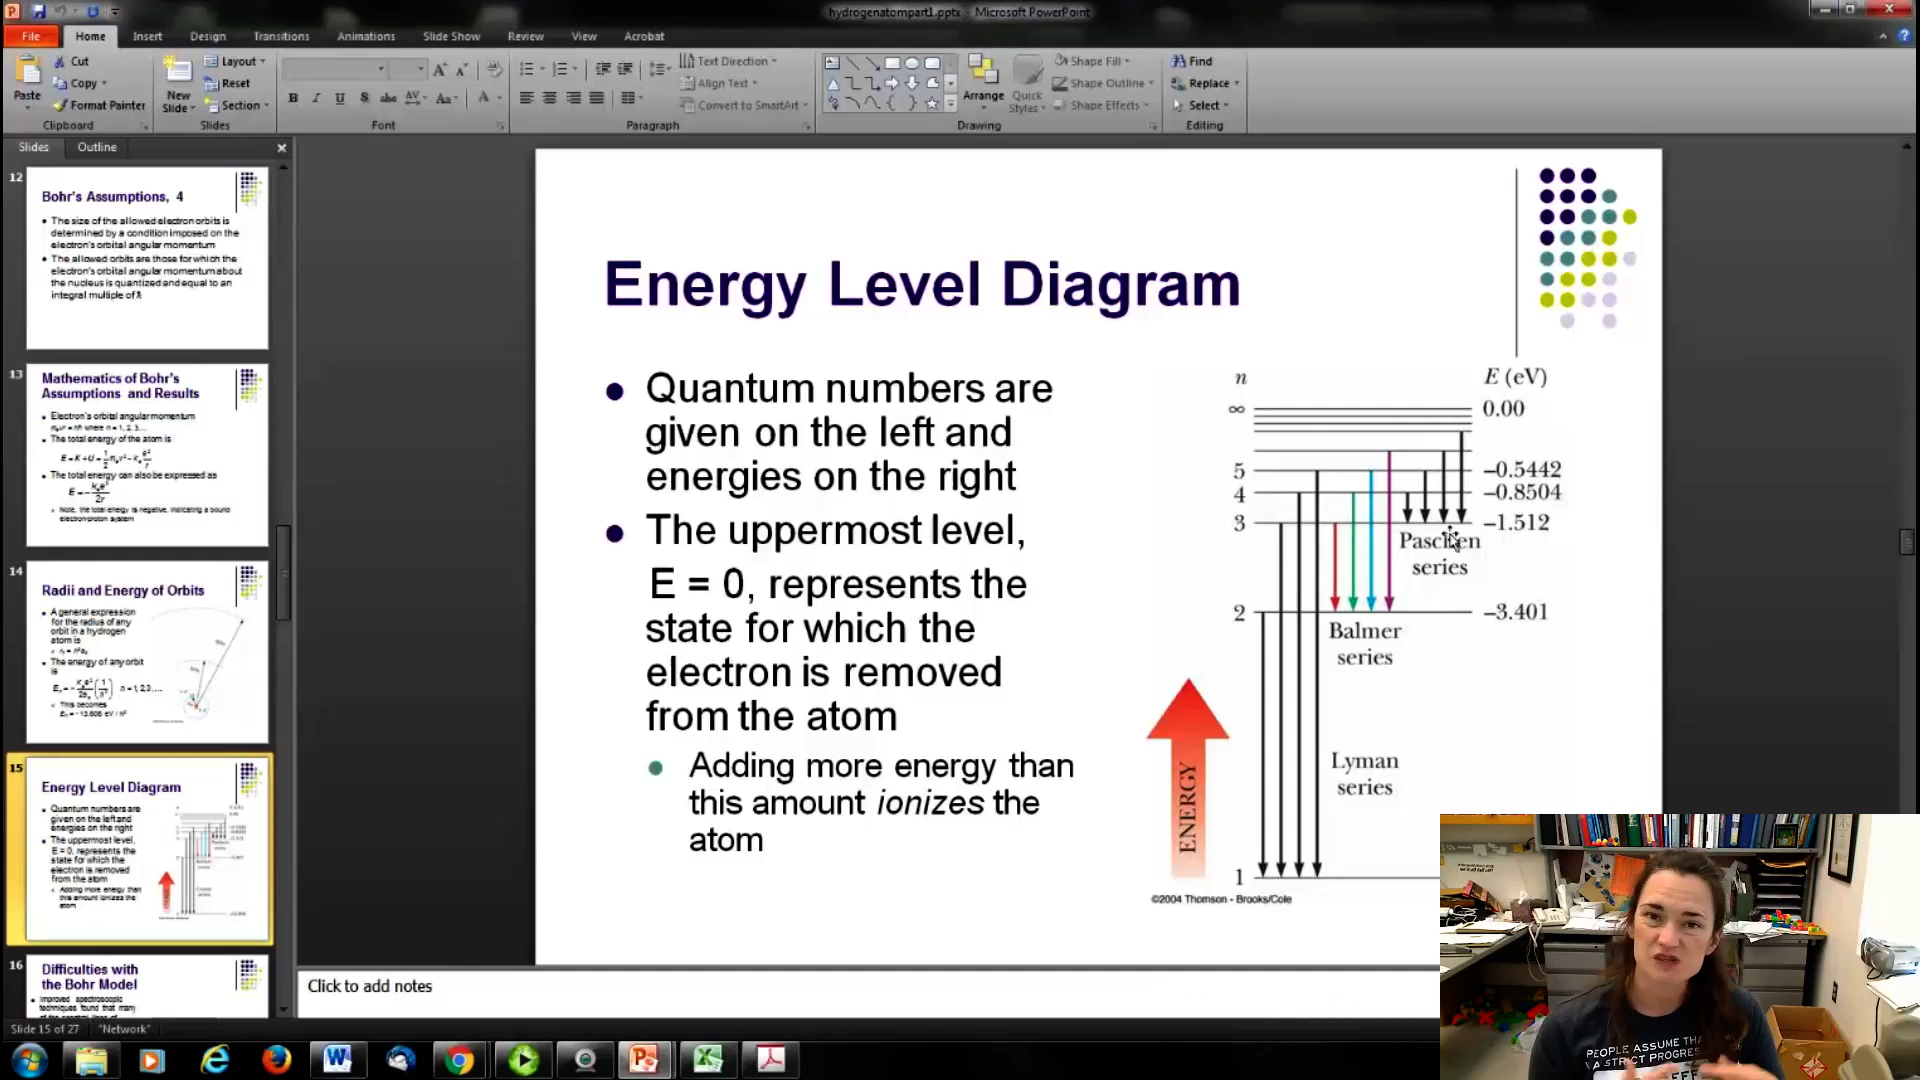 hydrogenatompart1.pptx - Microsoft PowerPoint
File Home Insert Design Transitions Animations Slide Show Review View Acrobat
Cut
Copy
Format Painter
Paste
Clipboard
New
Slide
Layout
Reset
Section
Slides
Font
Text Direction
Align Text
Convert to SmartArt
Paragraph
Arrange
Quick
Styles
Shape Fill
Shape Outline
Shape Effects
Drawing
Find
Replace
Select
Editing
Slides Outline
12
Bohr's Assumptions, 4
The size of the allowed electron orbits is
determined by a condition imposed on the
electron's orbital angular momentum
The allowed orbits are those for which the
electron's orbital angular momentum about
the nucleus is quantized and equal to an
integral multiple of ħ
13
Mathematics of Bohr's
Assumptions and Results
Electron's orbital angular momentum
where n = 1, 2, 3...
The total energy of the atom is
The total energy can also be expressed as
Note, the total energy is negative, indicating a bound
electron-proton system
14
Radii and Energy of Orbits
A general expression
for the radius of any
orbit in a hydrogen
atom is
The energy of any orbit
is
This becomes
15
Energy Level Diagram
Quantum numbers are
given on the left and
energies on the right
The uppermost level,
E = 0, represents the
state for which the
electron is removed
from the atom
Adding more energy than
this amount ionizes the
atom
16
Difficulties with
the Bohr Model
Improved spectroscopic
techniques found that many
Energy Level Diagram
Quantum numbers are
given on the left and
energies on the right
The uppermost level,
E = 0, represents the
state for which the
electron is removed
from the atom
Adding more energy than
this amount ionizes the
atom
n E (eV)
∞ 0.00
5 –0.5442
4 –0.8504
3 –1.512
Paschen
series
2 –3.401
Balmer
series
Lyman
series
ENERGY
1
©2004 Thomson - Brooks/Cole
Click to add notes
Slide 15 of 27 "Network"
PEOPLE ASSUME
A STRICT